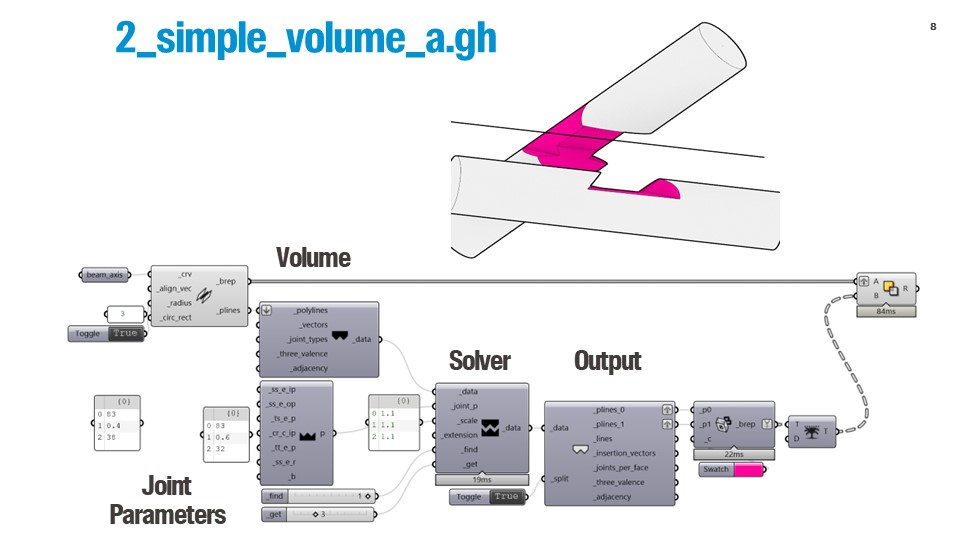 2_simple_volume_a.gh
8
Volume
beam_axis
_crv
_align_vec
_radius
_circ_rect
_brep
_plines
3
Toggle True
_polylines
_vectors
_joint_types
_three_valence
_adjacency
_data
A
B
R
84ms
Solver
Output
{0}
0 83
1 0.4
2 38
{0}
0 83
1 0.6
2 32
_ss_e_ip
_ss_e_op
_ts_e_p
_cr_c_ip
_tt_e_p
_ss_e_r
_b
p
{0}
0 1.1
1 1.1
2 1.1
_data
_joint_p
_scale
_extension
_find
_get
_data
19ms
_data
_split
_plines_0
_plines_1
_lines
_insertion_vectors
_joints_per_face
_three_valence
_adjacency
_p0
_p1
_c
_brep
22ms
T
D
T
Swatch
Joint
Parameters
_find 1
_get 3
Toggle True